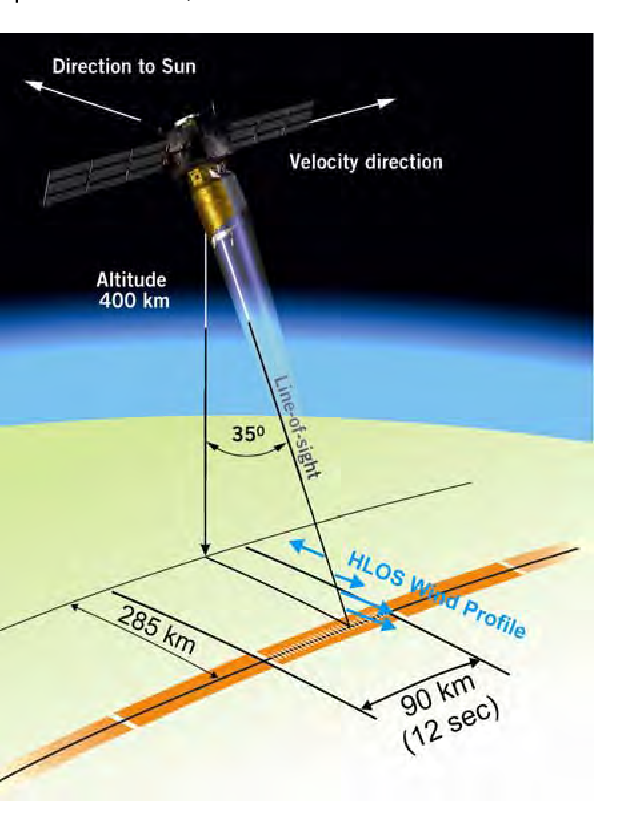 Direction to Sun
Velocity direction
Altitude
400 km
Line-of-sight
35⁰
HLOS Wind Profile
285 km
90 km
(12 sec)